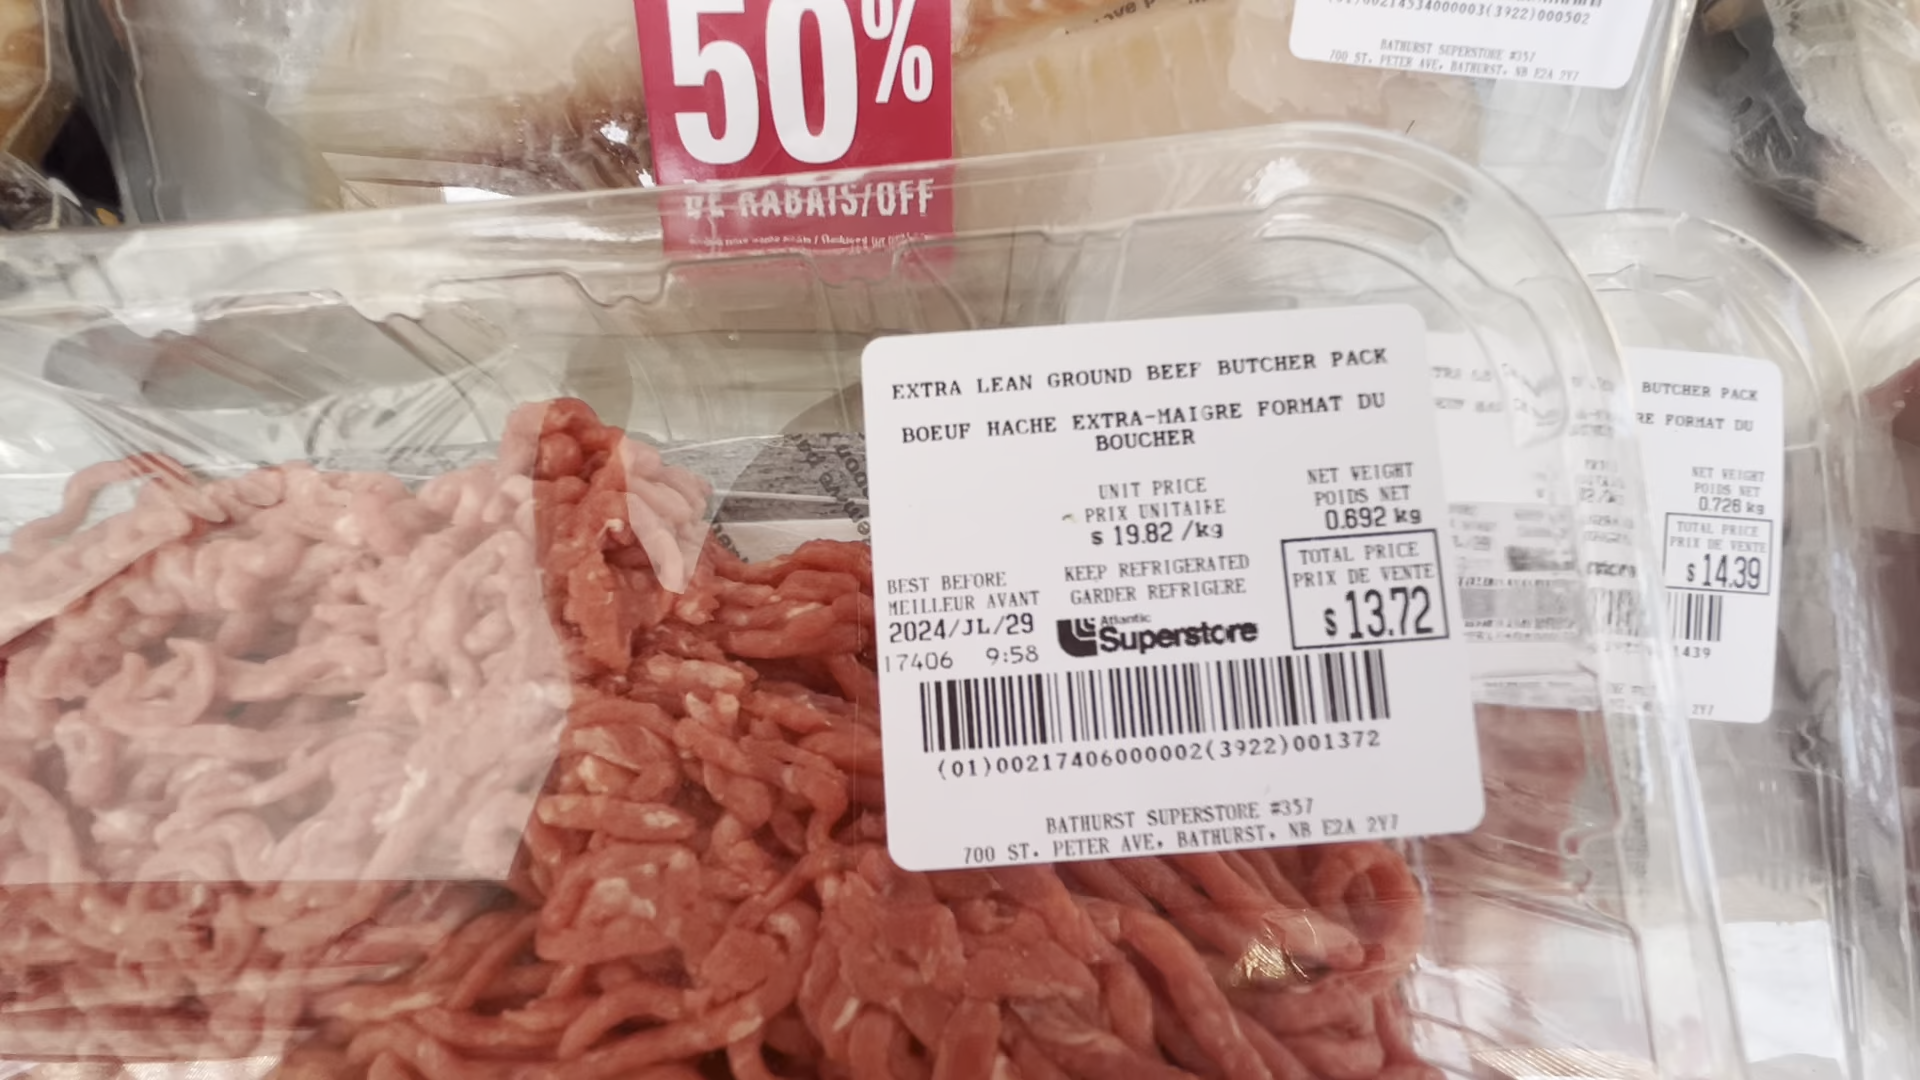 50%
DE RABAIS/OFF
(3922)000502
BATHURST SUPERSTORE #357
700 ST. PETER AVE, BATHURST, NB E2A 2Y7
EXTRA LEAN GROUND BEEF BUTCHER PACK
BOEUF HACHE EXTRA-MAIGRE FORMAT DU
BOUCHER
UNIT PRICE
PRIX UNITAIRE
$ 19.82 /kg
NET WEIGHT
POIDS NET
0.692 kg
BEST BEFORE
MEILLEUR AVANT
2024/JL/29
17406 9:58
KEEP REFRIGERATED
GARDER REFRIGERE
Atlantic
Superstore
TOTAL PRICE
PRIX DE VENTE
$ 13.72
(01)00217406000002(3922)001372
BATHURST SUPERSTORE #357
700 ST. PETER AVE, BATHURST, NB E2A 2Y7
BUTCHER PACK
RE FORMAT DU
NET WEIGHT
POIDS NET
0.726 kg
TOTAL PRICE
PRIX DE VENTE
$ 14.39
1439
2Y7